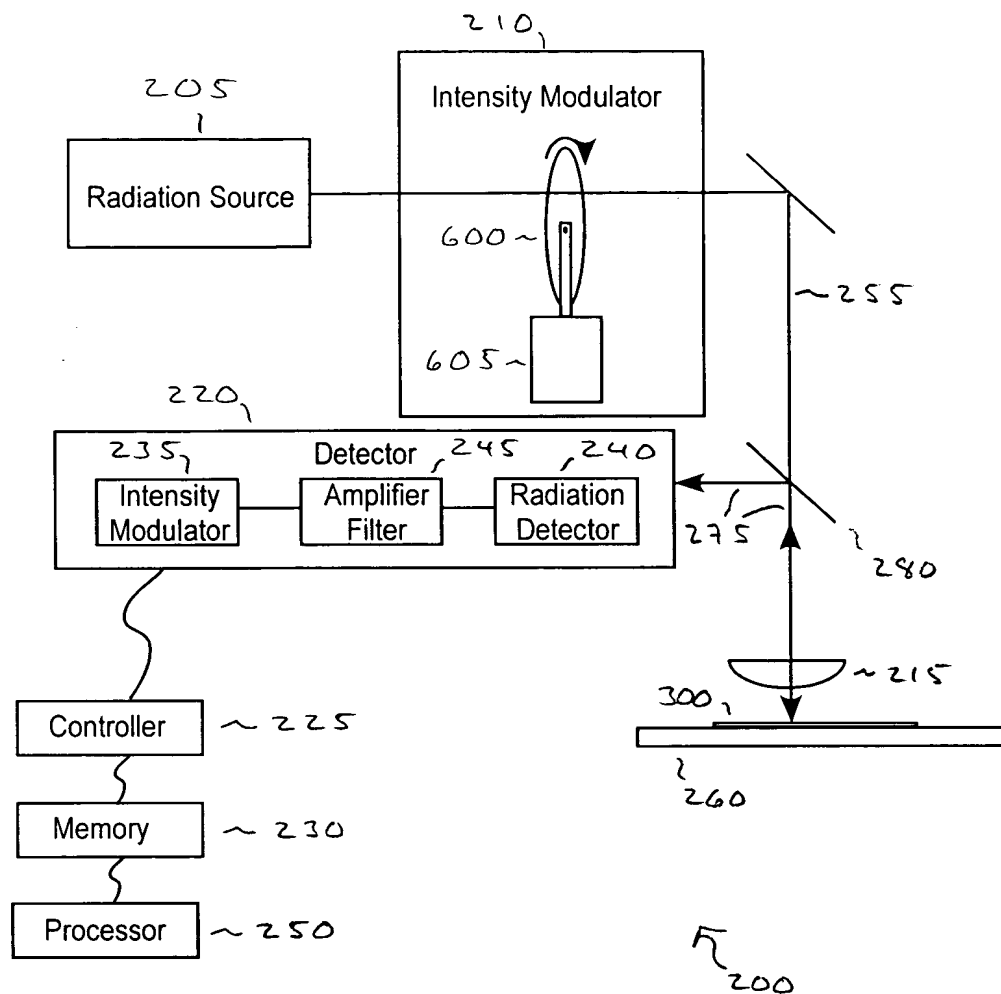 210
205
Intensity Modulator
Radiation Source
600
255
605
220
235
Detector
245
240
Intensity
Modulator
Amplifier
Filter
Radiation
Detector
275
280
215
300
Controller
225
260
Memory
230
Processor
250
200